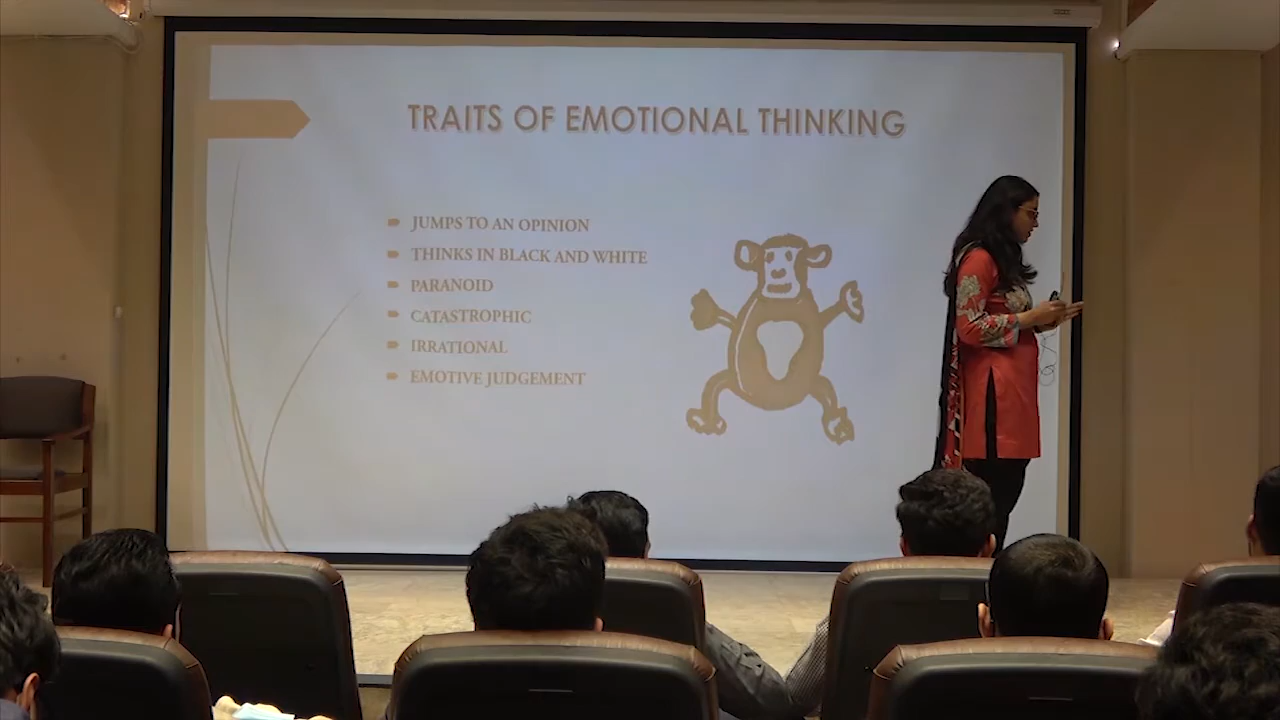 TRAITS OF EMOTIONAL THINKING
JUMPS TO AN OPINION
THINKS IN BLACK AND WHITE
PARANOID
CATASTROPHIC
IRRATIONAL
EMOTIVE JUDGEMENT